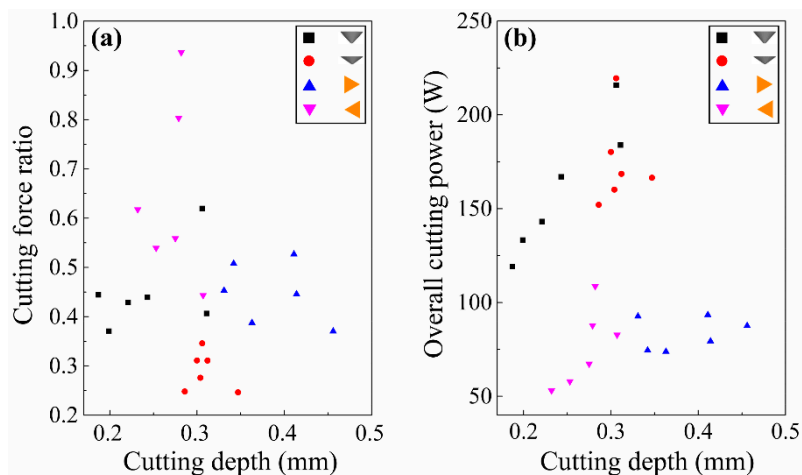 (a)
1.0
0.9
0.8
0.7
0.6
0.5
0.4
0.3
0.2
Cutting force ratio
0.2 0.3 0.4 0.5
Cutting depth (mm)
(b)
250
200
150
100
50
Overall cutting power (W)
0.2 0.3 0.4 0.5
Cutting depth (mm)